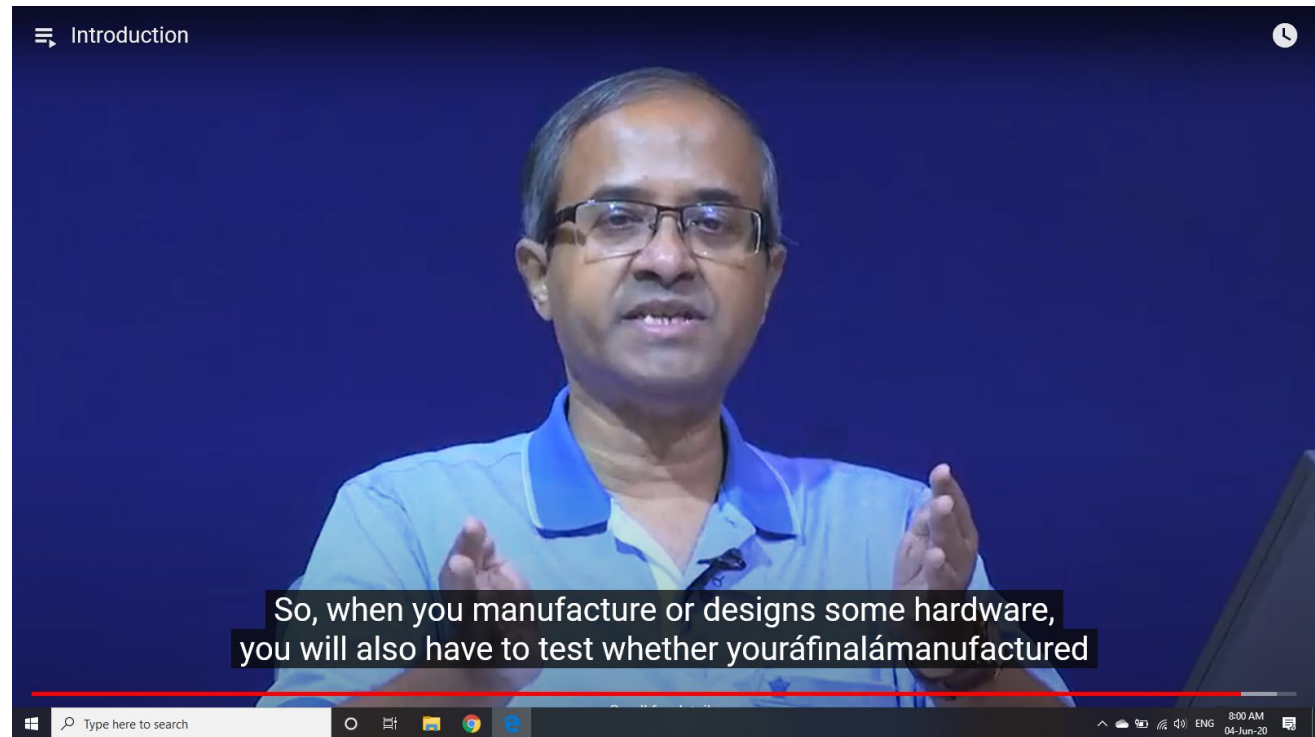 Introduction
So, when you manufacture or designs some hardware,
you will also have to test whether youráfinalámanufactured
Type here to search
ENG
8:00 AM
04-Jun-20